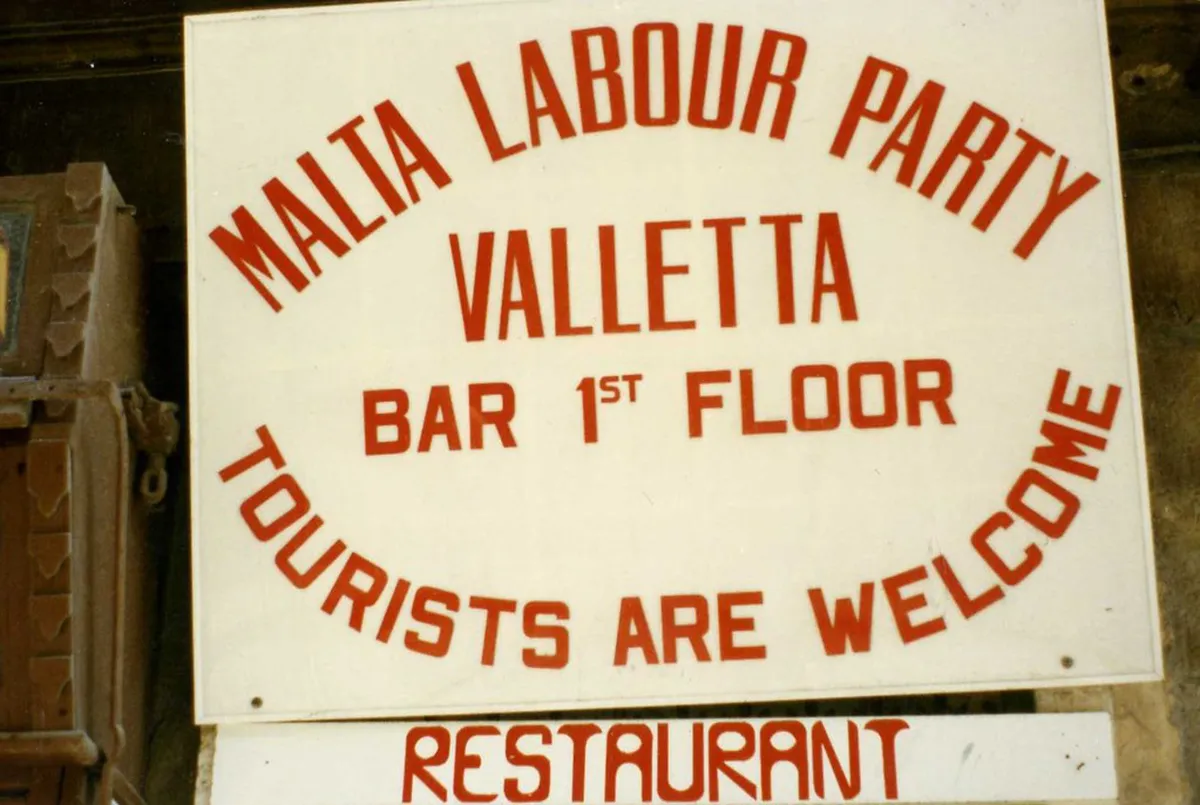 MALTA LABOUR PARTY
VALLETTA
BAR 1ST FLOOR
TOURISTS ARE WELCOME
RESTAURANT